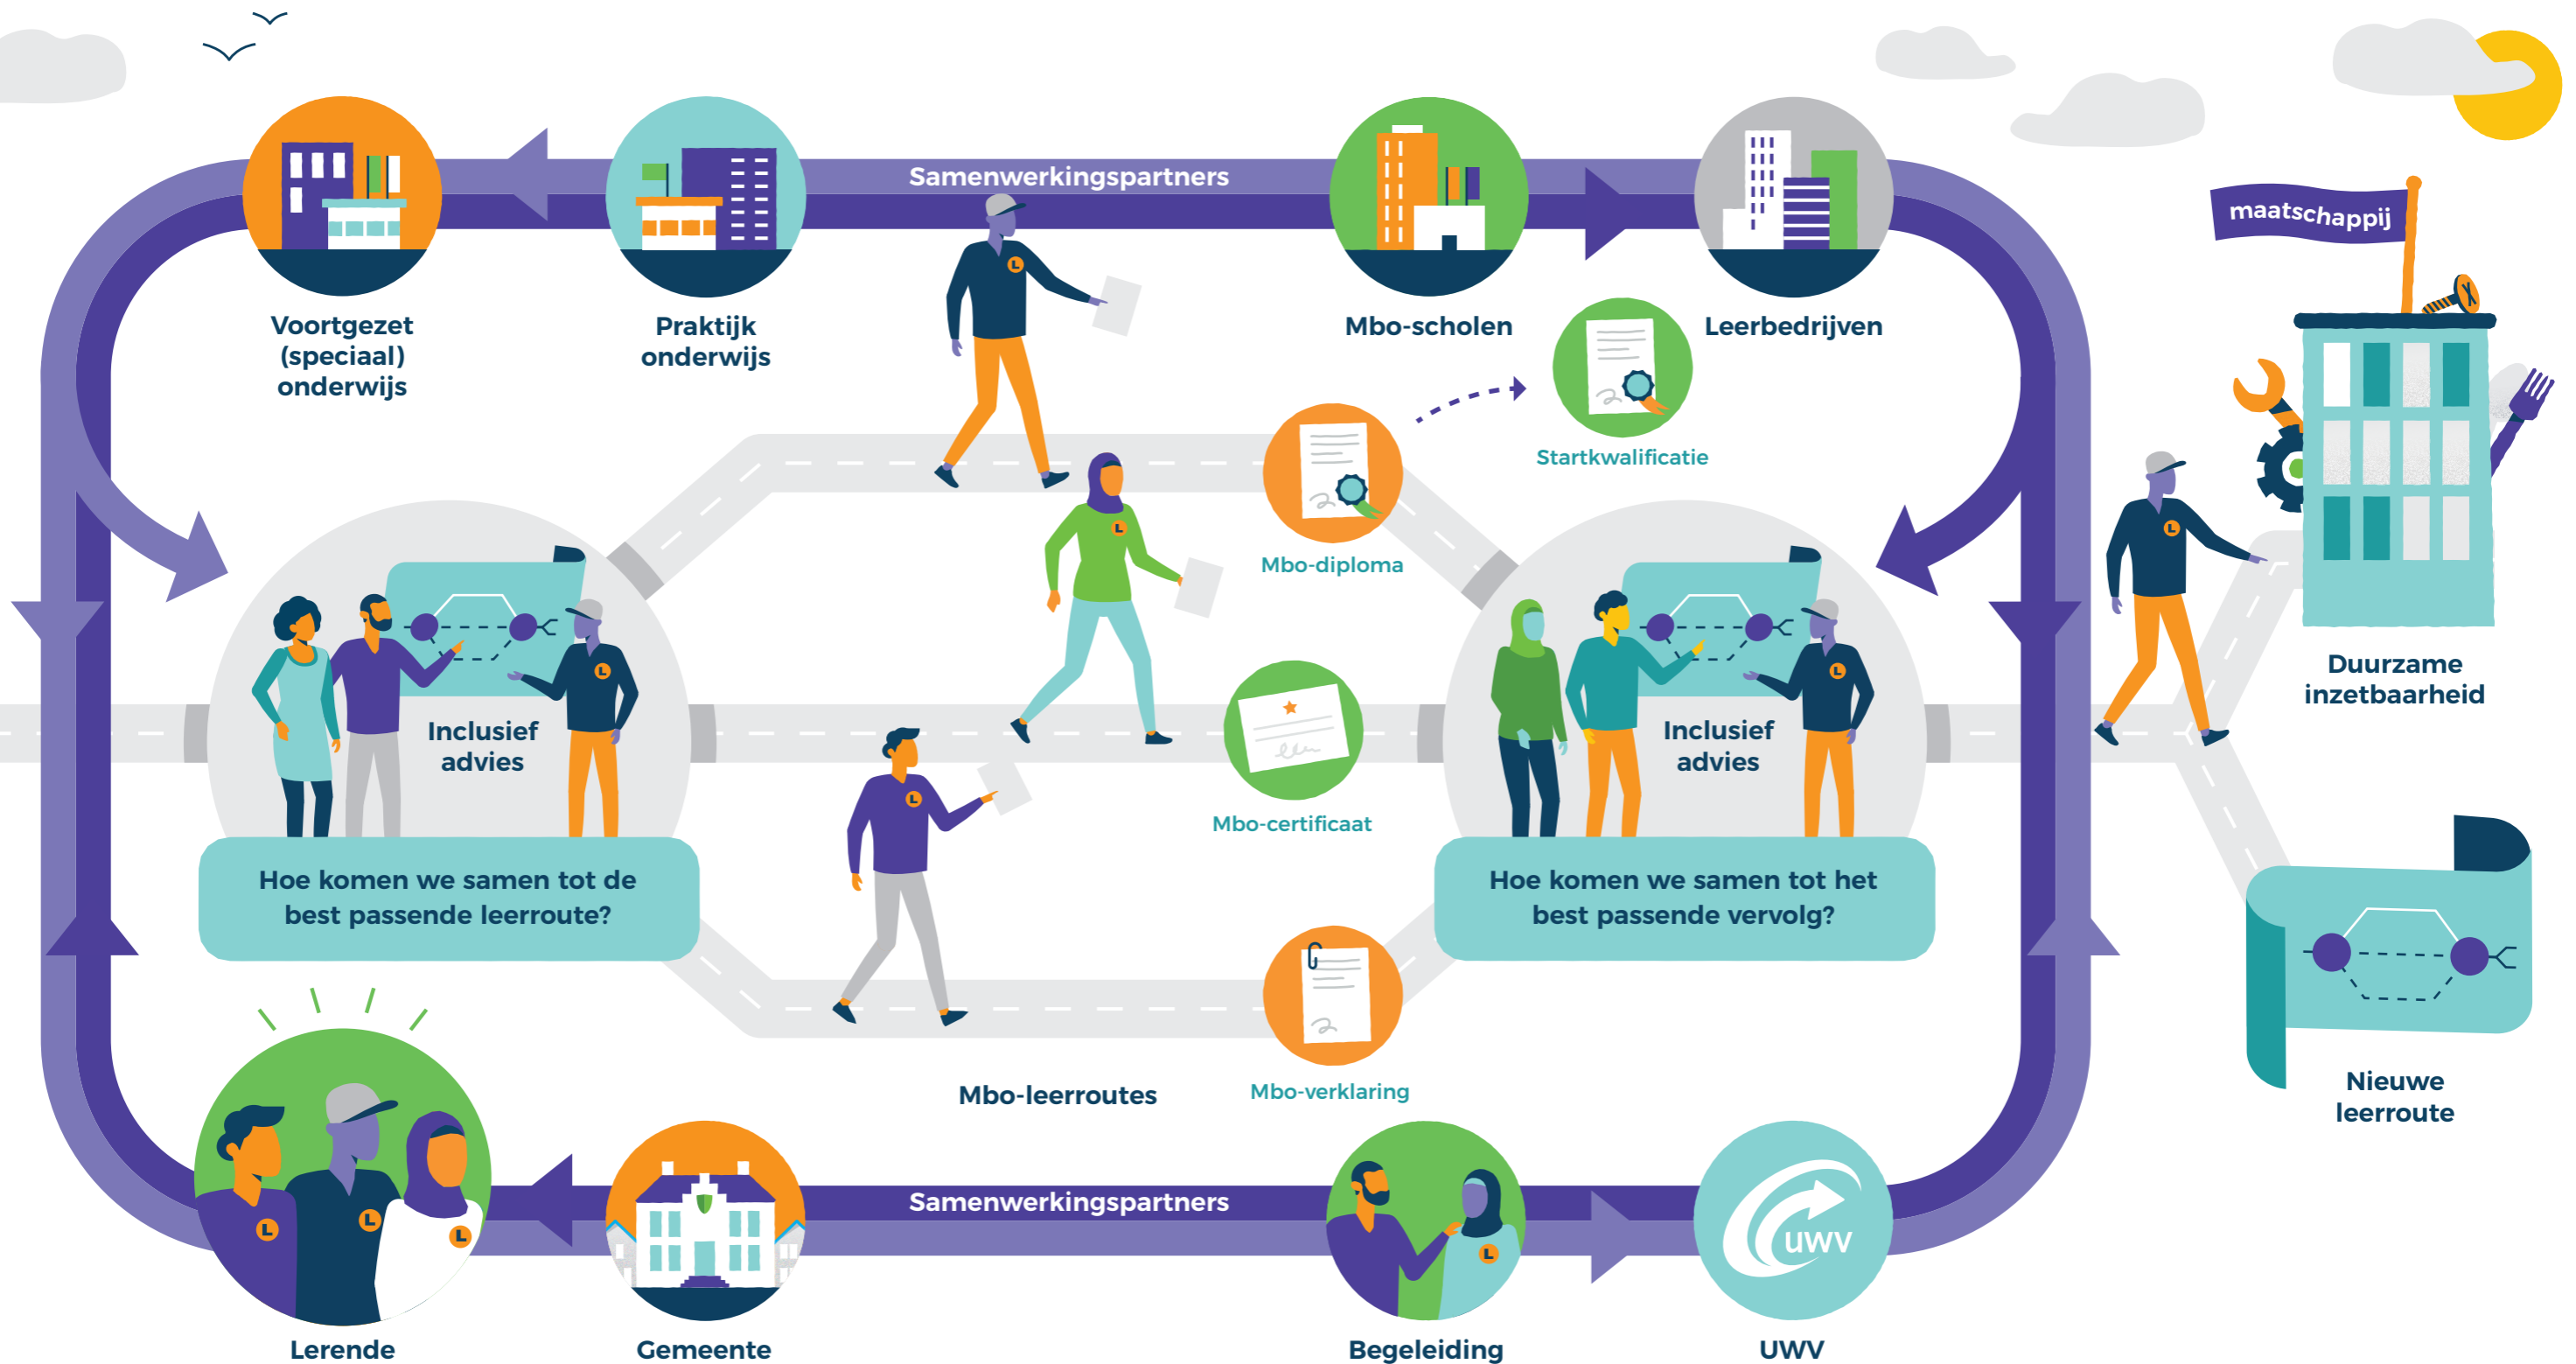 Samenwerkingspartners
maatschappij
Voortgezet
(speciaal)
onderwijs
Praktijk
onderwijs
L
Mbo-scholen
Leerbedrijven
Startkwalificatie
L
Mbo-diploma
L
L
Inclusief
advies
L
Inclusief
advies
Duurzame
inzetbaarheid
L
Mbo-certificaat
Hoe komen we samen tot de
best passende leerroute?
Hoe komen we samen tot het
best passende vervolg?
Mbo-leerroutes
Mbo-verklaring
Nieuwe
leerroute
L
L
L
Samenwerkingspartners
L
uwv
Lerende
Gemeente
Begeleiding
UWV